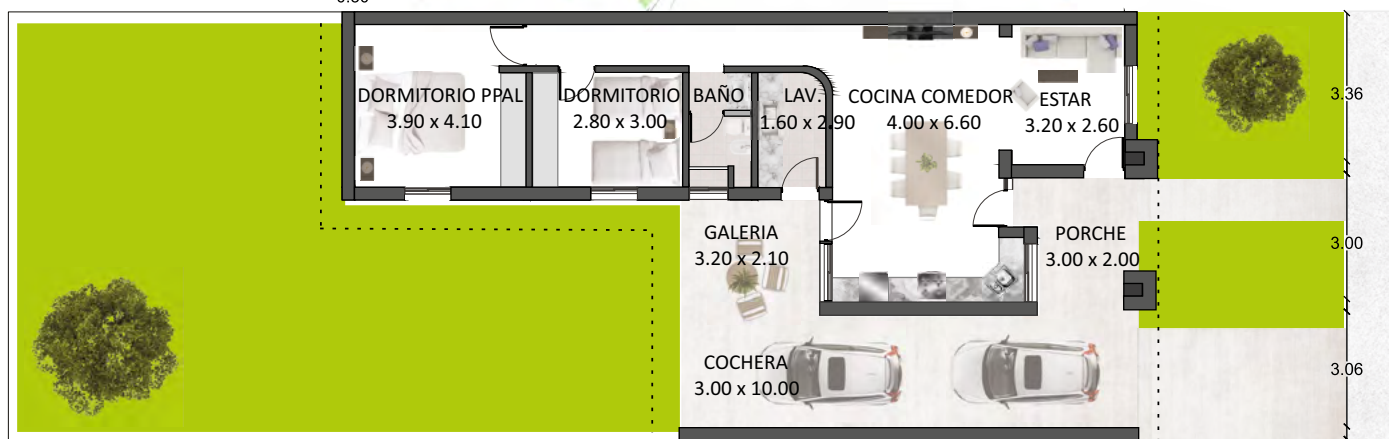 DORMITORIO PPAL
3.90 x 4.10
DORMITORIO
2.80 x 3.00
BAÑO
LAV.
1.60 x 2.90
COCINA COMEDOR
4.00 x 6.60
ESTAR
3.20 x 2.60
3.36
GALERIA
3.20 x 2.10
PORCHE
3.00 x 2.00
3.00
COCHERA
3.00 x 10.00
3.06